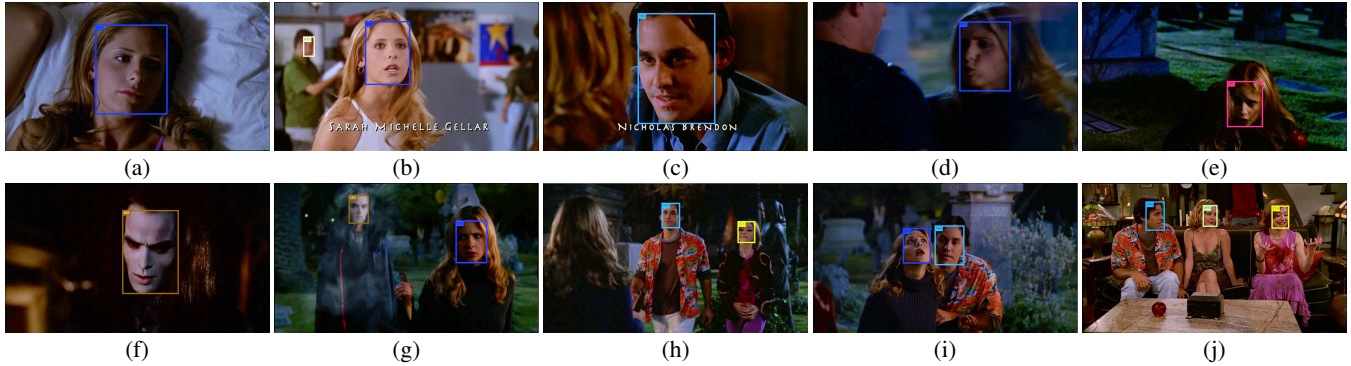 SARAH MICHELLE GELLAR
NICHOLAS BRENDON
(a) (b) (c) (d) (e)
(f) (g) (h) (i) (j)